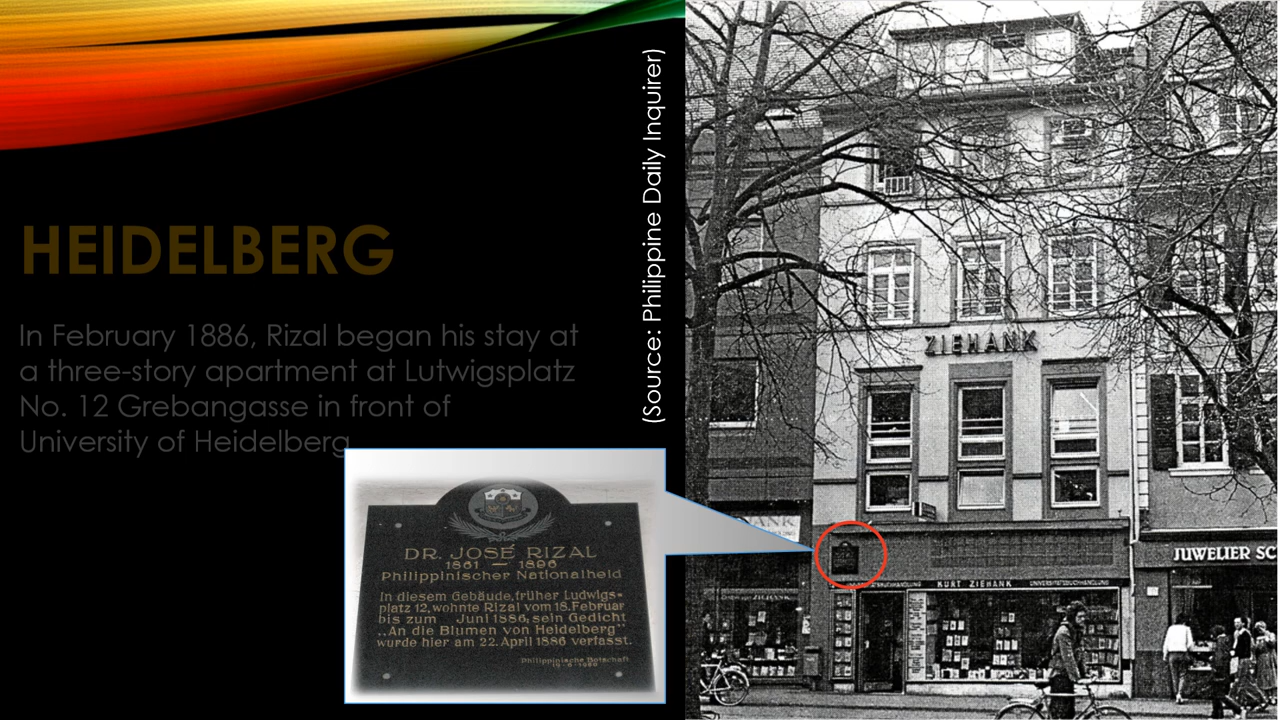 HEIDELBERG
In February 1886, Rizal began his stay at
a three-story apartment at Lutwigsplatz
No. 12 Grebangasse in front of
University of Heidelberg
(Source: Philippine Daily Inquirer)
DR. JOSÉ RIZAL
1861 — 1896
Philippinischer Nationalheld
In diesem Gebäude, früher Ludwigs-
platz 12, wohnte Rizal vom 18. Februar
bis zum Juni 1886, sein Gedicht
„An die Blumen von Heidelberg"
wurde hier am 22. April 1886 verfasst.
Philippinische Botschaft
ZIEHANK
KURT ZIEHANK UNIVERSITÄTSBUCHHANDLUNG
JUWELIER SC